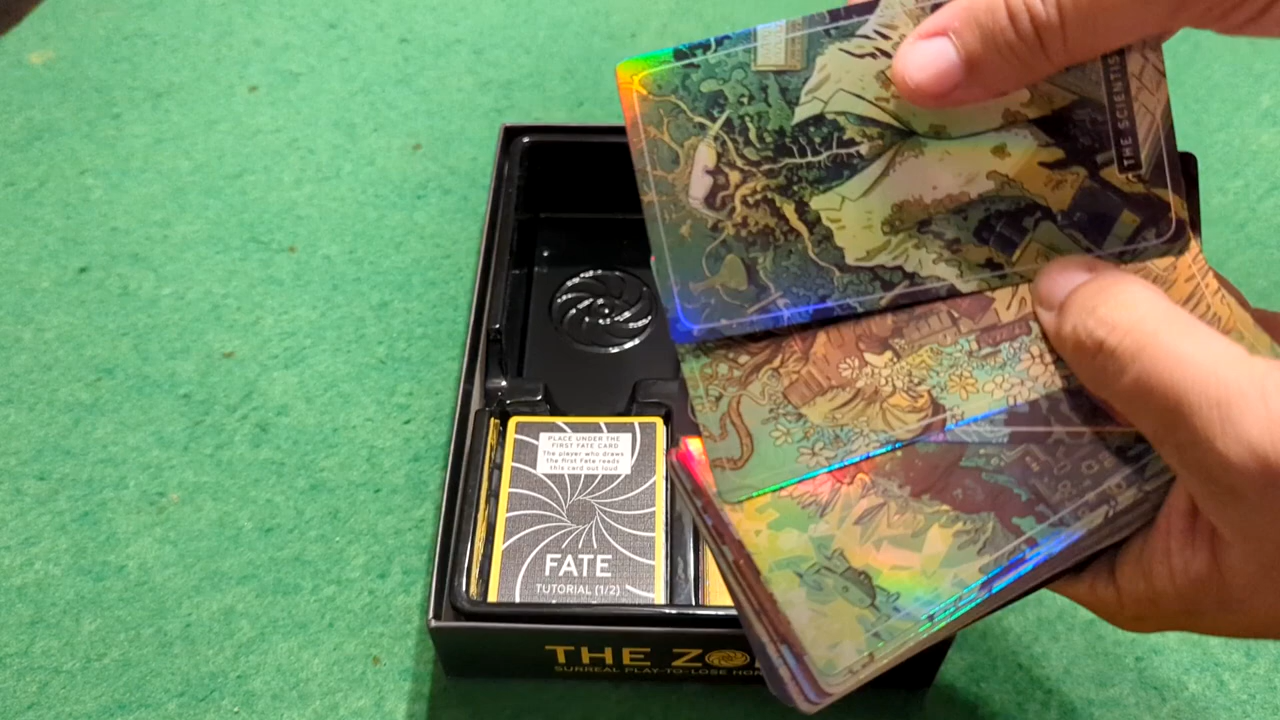 THE SCIENTIS
PLACE UNDER THE
FIRST FATE CARD
The player who draws
the first Fate reads
this card out loud
FATE
TUTORIAL (1/2)
THE ZO
SURREAL PLAY-TO-LOSE HOR